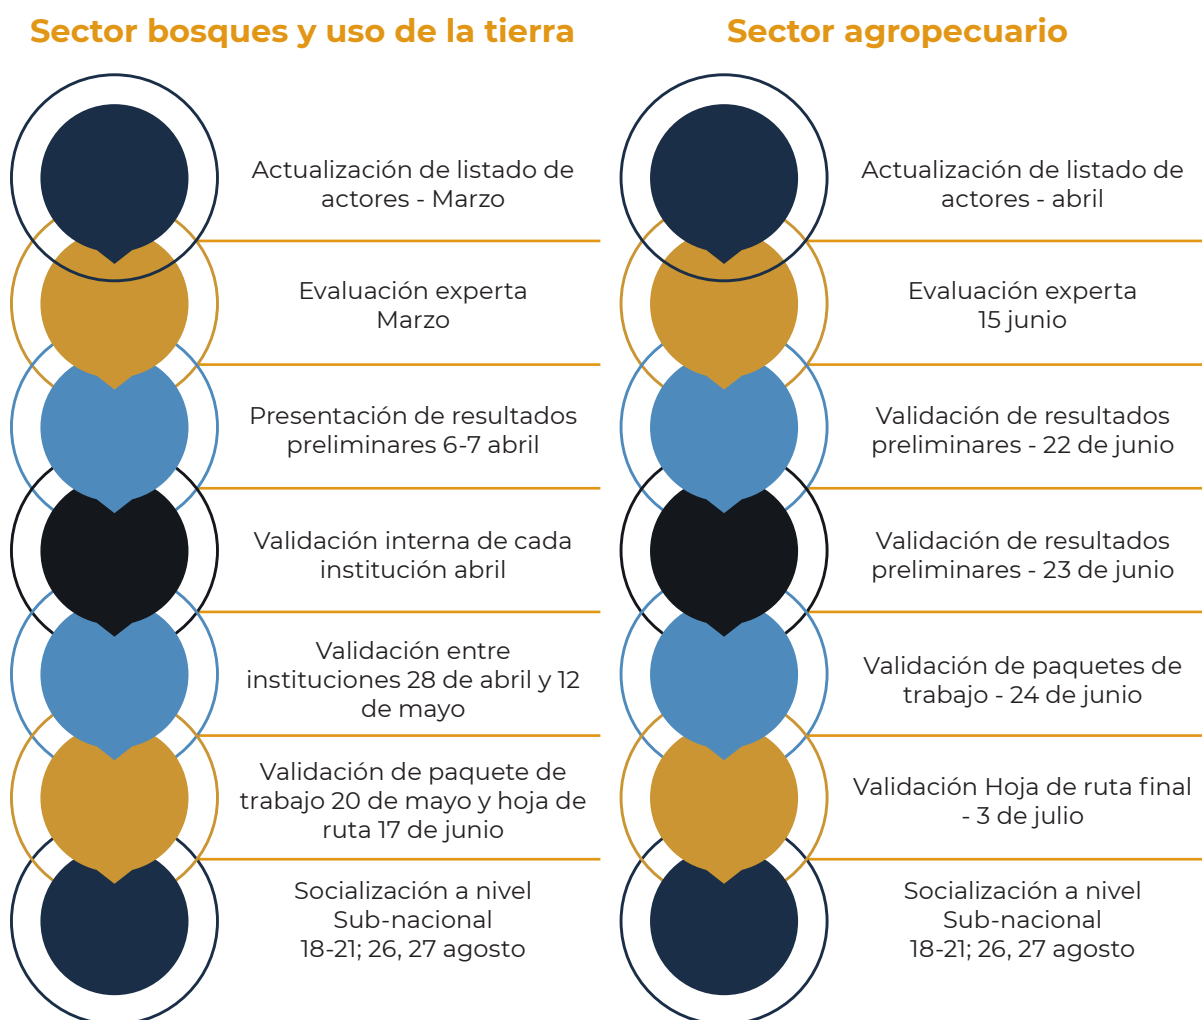 Sector bosques y uso de la tierra
Actualización de listado de
actores - Marzo
Evaluación experta
Marzo
Presentación de resultados
preliminares 6-7 abril
Validación interna de cada
institución abril
Validación entre
instituciones 28 de abril y 12
de mayo
Validación de paquete de
trabajo 20 de mayo y hoja de
ruta 17 de junio
Socialización a nivel
Sub-nacional
18-21; 26, 27 agosto
Sector agropecuario
Actualización de listado de
actores - abril
Evaluación experta
15 junio
Validación de resultados
preliminares - 22 de junio
Validación de resultados
preliminares - 23 de junio
Validación de paquetes de
trabajo - 24 de junio
Validación Hoja de ruta final
- 3 de julio
Socialización a nivel
Sub-nacional
18-21; 26, 27 agosto